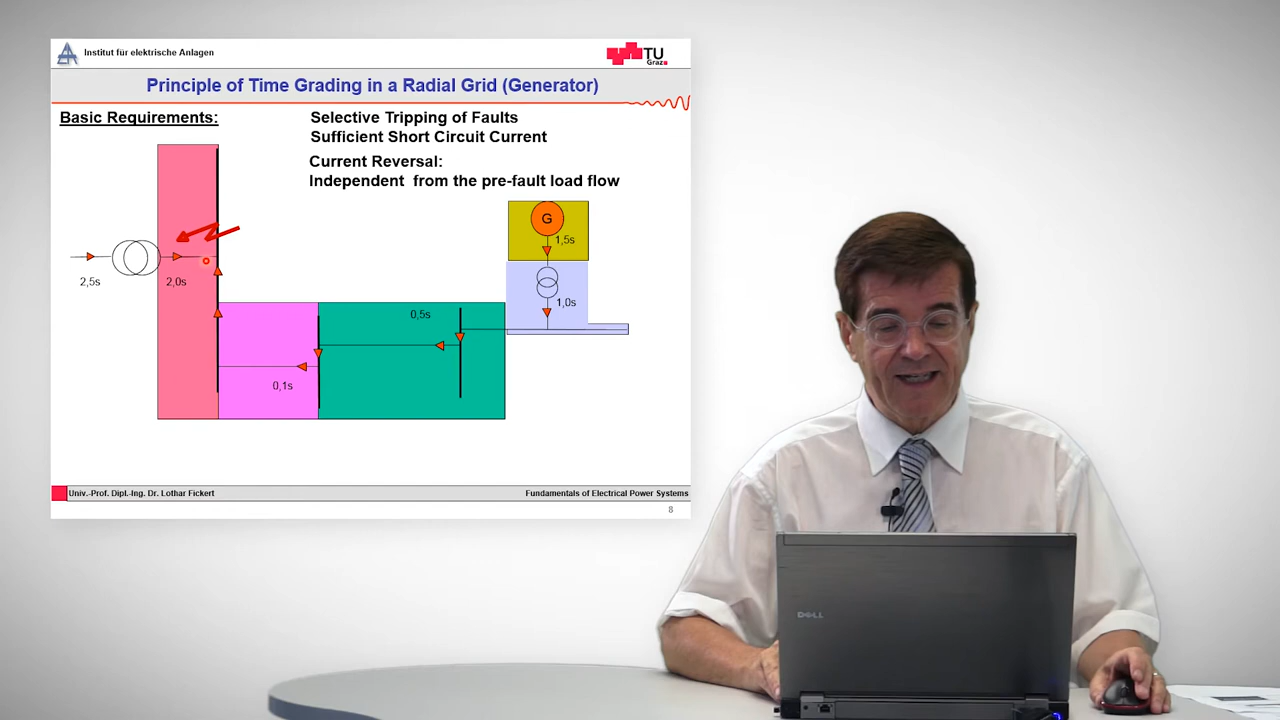 Institut für elektrische Anlagen
TU
Graz
Principle of Time Grading in a Radial Grid (Generator)
Basic Requirements:
Selective Tripping of Faults
Sufficient Short Circuit Current
Current Reversal:
Independent from the pre-fault load flow
G
1,5s
1,0s
2,5s
2,0s
0,5s
0,1s
Univ.-Prof. Dipl.-Ing. Dr. Lothar Fickert
Fundamentals of Electrical Power Systems
8
DELL